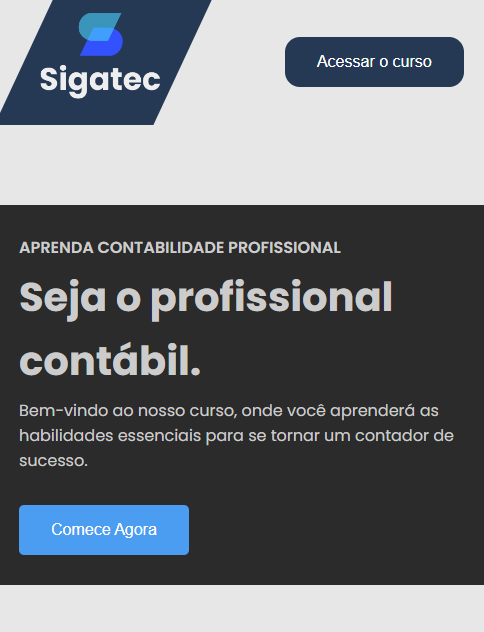 Sigatec
Acessar o curso
APRENDA CONTABILIDADE PROFISSIONAL
Seja o profissional
contábil.
Bem-vindo ao nosso curso, onde você aprenderá as
habilidades essenciais para se tornar um contador de
sucesso.
Comece Agora